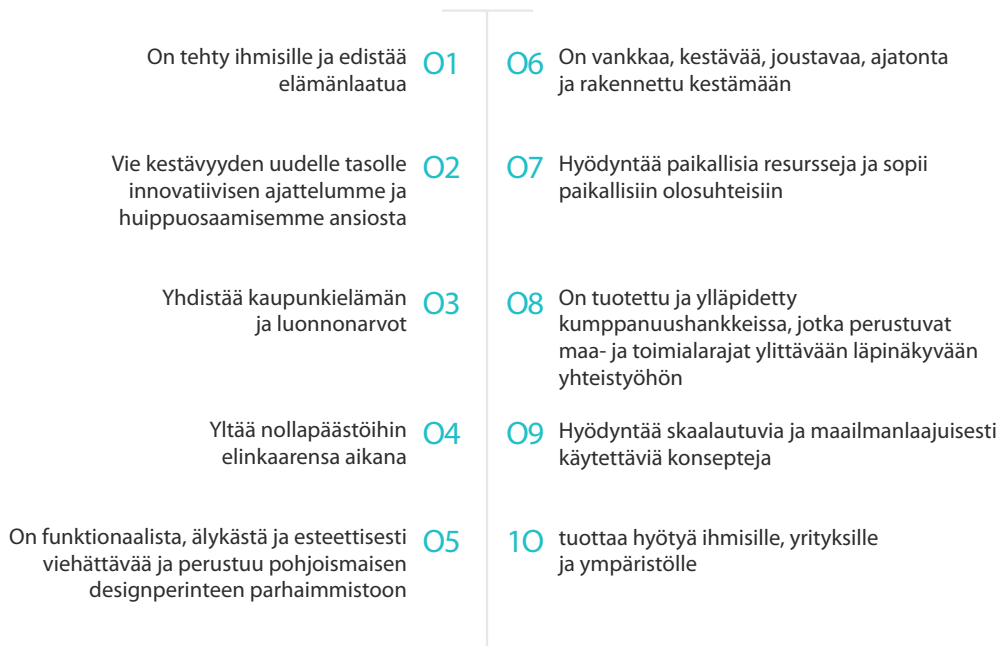 On tehty ihmisille ja edistää
elämänlaatua
01
Vie kestävyyden uudelle tasolle
innovatiivisen ajattelumme ja
huippuosaamisemme ansiosta
02
Yhdistää kaupunkielämän
ja luonnonarvot
03
Yltää nollapäästöihin
elinkaarensa aikana
04
On funktionaalista, älykästä ja esteettisesti
viehättävää ja perustuu pohjoismaisen
designperinteen parhaimmistoon
05
06
On vankkaa, kestävää, joustavaa, ajatonta
ja rakennettu kestämään
07
Hyödyntää paikallisia resursseja ja sopii
paikallisiin olosuhteisiin
08
On tuotettu ja ylläpidetty
kumppanuushankkeissa, jotka perustuvat
maa- ja toimialarajat ylittävään läpinäkyvään
yhteistyöhön
09
Hyödyntää skaalautuvia ja maailmanlaajuisesti
käytettäviä konsepteja
10
tuottaa hyötyä ihmisille, yrityksille
ja ympäristölle